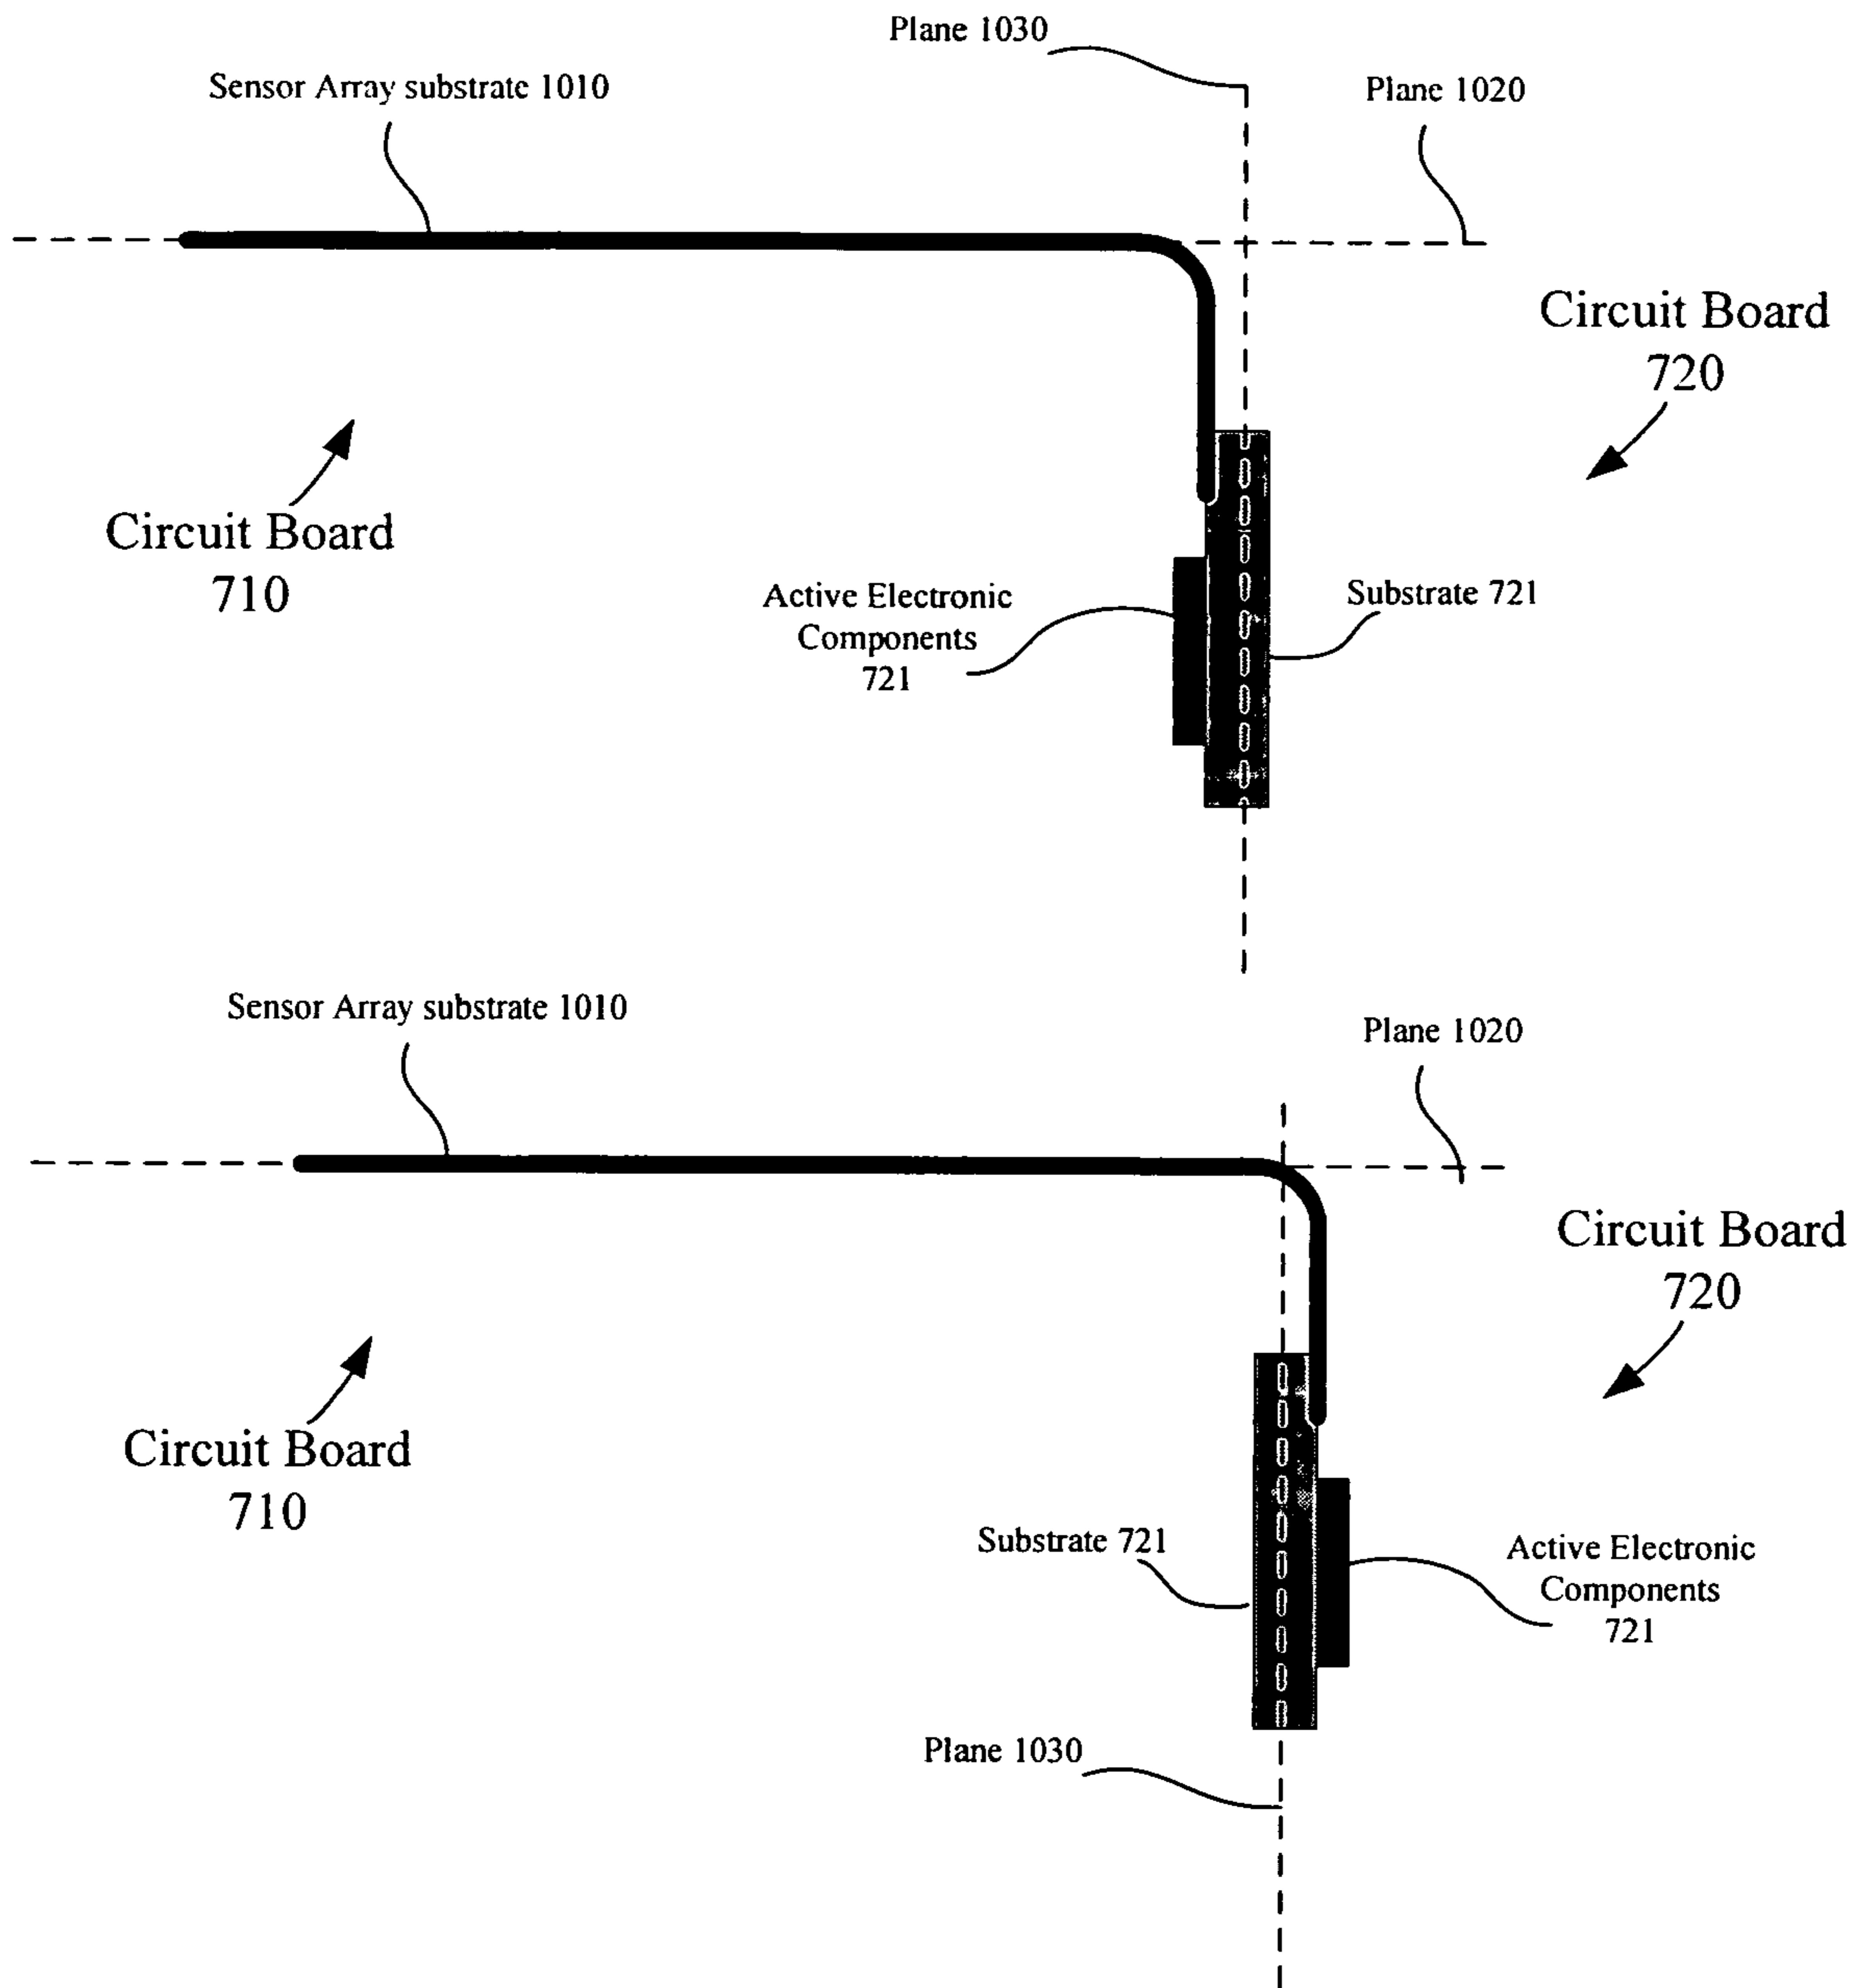 Plane 1030
Sensor Array substrate 1010
Plane 1020
Circuit Board
720
Circuit Board
710
Active Electronic
Components
721
Substrate 721
Sensor Array substrate 1010
Plane 1020
Circuit Board
720
Circuit Board
710
Substrate 721
Active Electronic
Components
721
Plane 1030